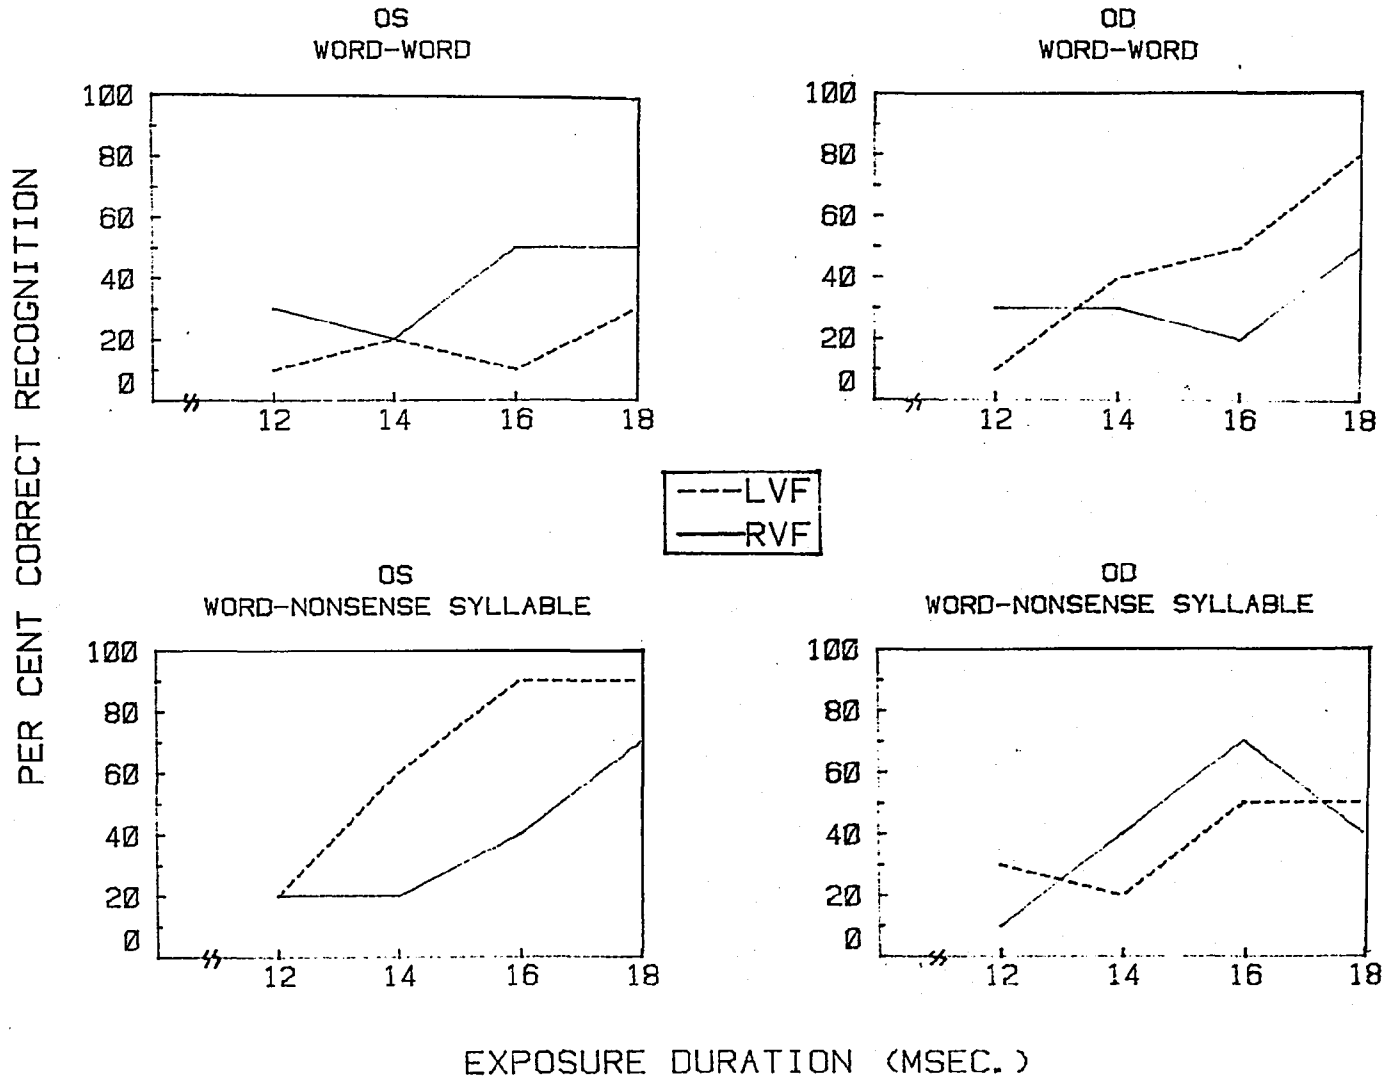 OS
WORD-WORD
100
80
60
40
20
0
12 14 16 18
OD
WORD-WORD
100
80
60
40
20
0
12 14 16 18
PER CENT CORRECT RECOGNITION
LVF
RVF
OS
WORD-NONSENSE SYLLABLE
100
80
60
40
20
0
12 14 16 18
OD
WORD-NONSENSE SYLLABLE
100
80
60
40
20
0
12 14 16 18
EXPOSURE DURATION (MSEC.)